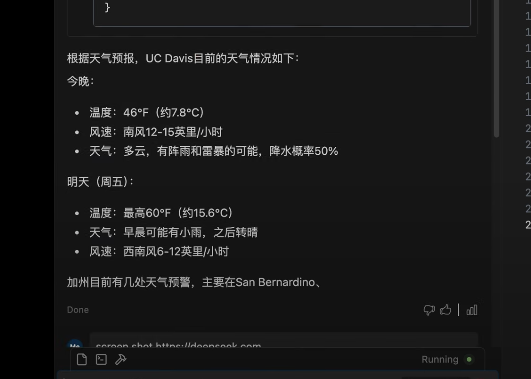 }
根据天气预报，UC Davis目前的天气情况如下：
今晚：
• 温度：46°F（约7.8°C）
• 风速：南风12-15英里/小时
• 天气：多云，有阵雨和雷暴的可能，降水概率50%
明天（周五）：
• 温度：最高60°F（约15.6°C）
• 天气：早晨可能有小雨，之后转晴
• 风速：西南风6-12英里/小时
加州目前有几处天气预警，主要在San Bernardino、
Done
screen shot https://deepseek.com
Running